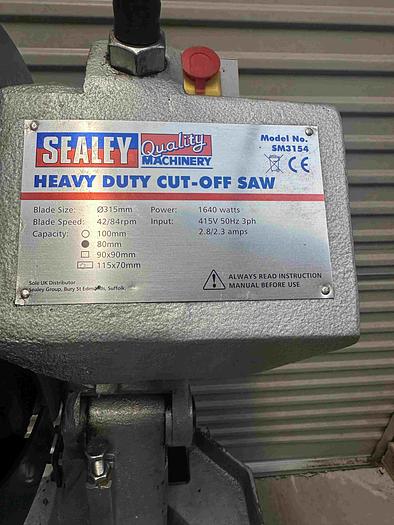 SEALEY Quality MACHINERY
Model No.
SM3154
CE
HEAVY DUTY CUT-OFF SAW
Blade Size: Ø315mm Power: 1640 watts
Blade Speed: 42/84rpm Input: 415V 50Hz 3ph
Capacity: 100mm 2.8/2.3 amps
80mm
90x90mm
115x70mm
Sole UK Distributor
Sealey Group, Bury St Edmunds, Suffolk.
ALWAYS READ INSTRUCTION
MANUAL BEFORE USE